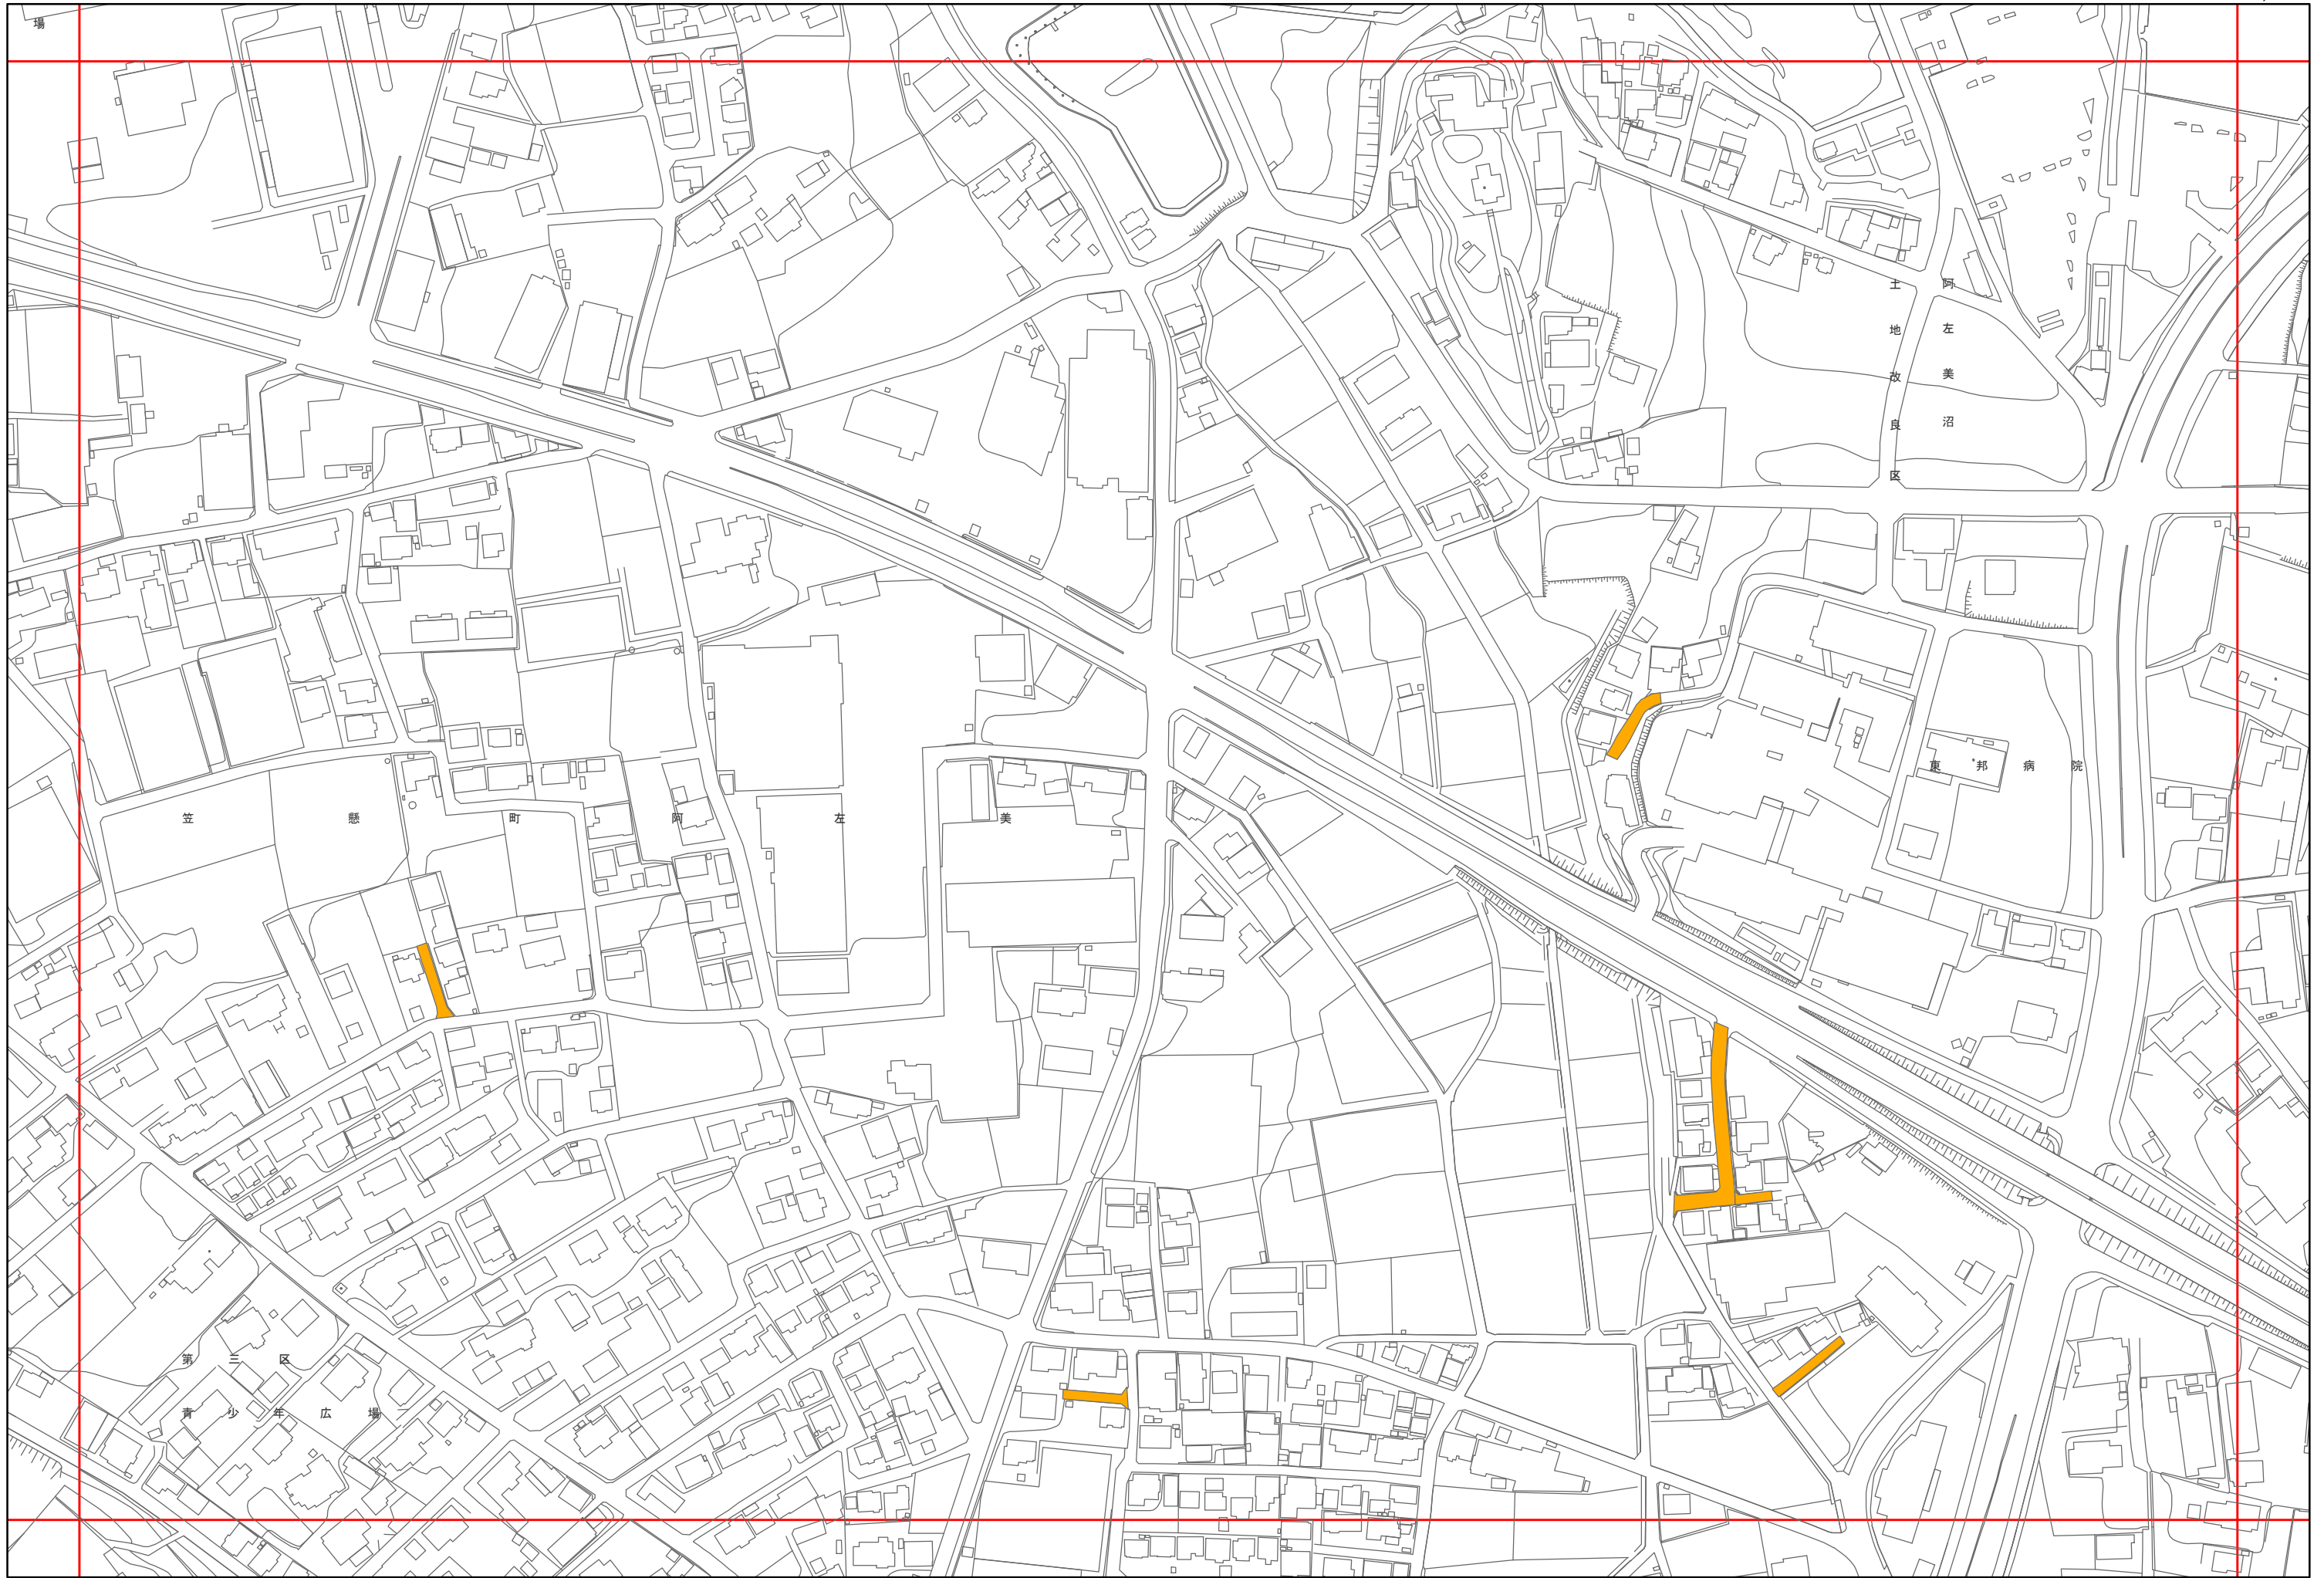 場
阿左美沼
土地改良区
東邦病院
笠懸町阿左美
第三区
青少年広場